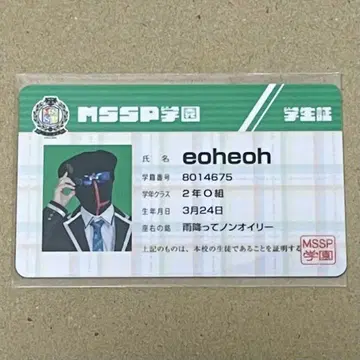 MSSP学園
学生証
氏 名 eoheoh
学籍番号 8014675
学年クラス 2年O組
生年月日 3月24日
座右の銘 雨降ってノンオイリー
上記のものは、本校の生徒であることを証明する
MSSP
学園